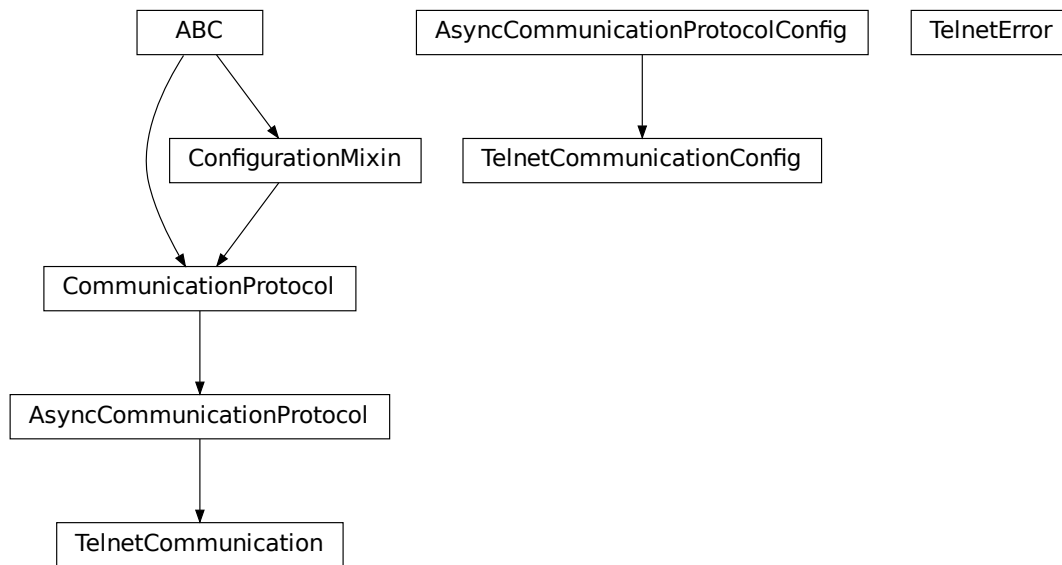 ABC
AsyncCommunicationProtocolConfig
TelnetError
ConfigurationMixin
TelnetCommunicationConfig
CommunicationProtocol
AsyncCommunicationProtocol
TelnetCommunication